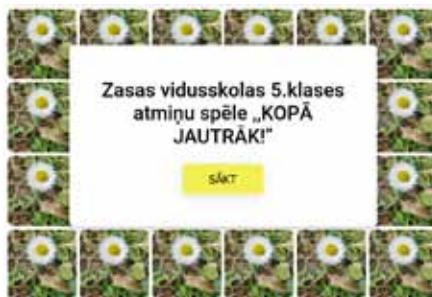 Zasas vidusskolas 5.klases
atmiņu spēle „KOPĀ
JAUTRĀK!”
SĀKT